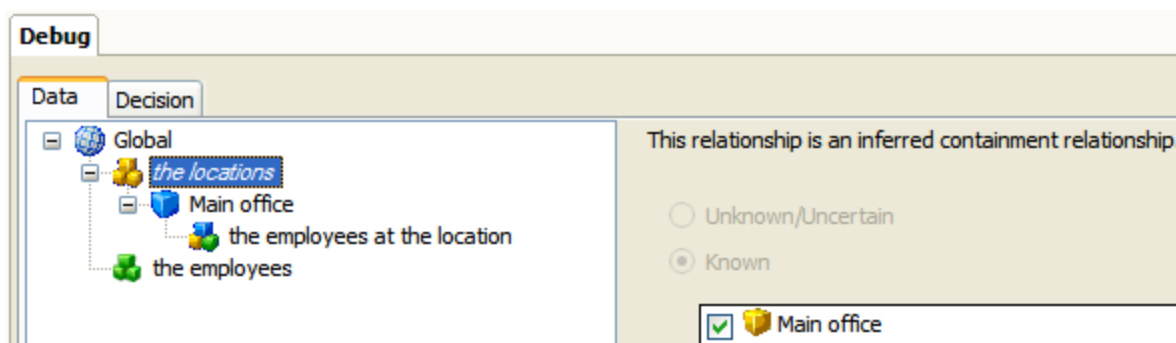 Debug
Data
Decision
Global
the locations
Main office
the employees at the location
the employees
This relationship is an inferred containment relationship
Unknown/Uncertain
Known
Main office